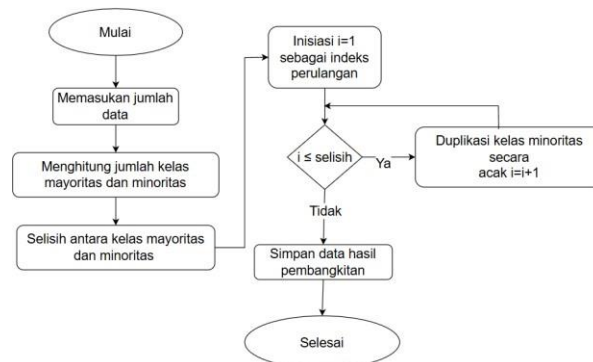 Mulai
Memasukan jumlah
data
Menghitung jumlah kelas
mayoritas dan minoritas
Selisih antara kelas mayoritas
dan minoritas
Inisiasi i=1
sebagai indeks
perulangan
i ≤ selisih
Ya
Duplikasi kelas minoritas
secara
acak i=i+1
Tidak
Simpan data hasil
pembangkitan
Selesai